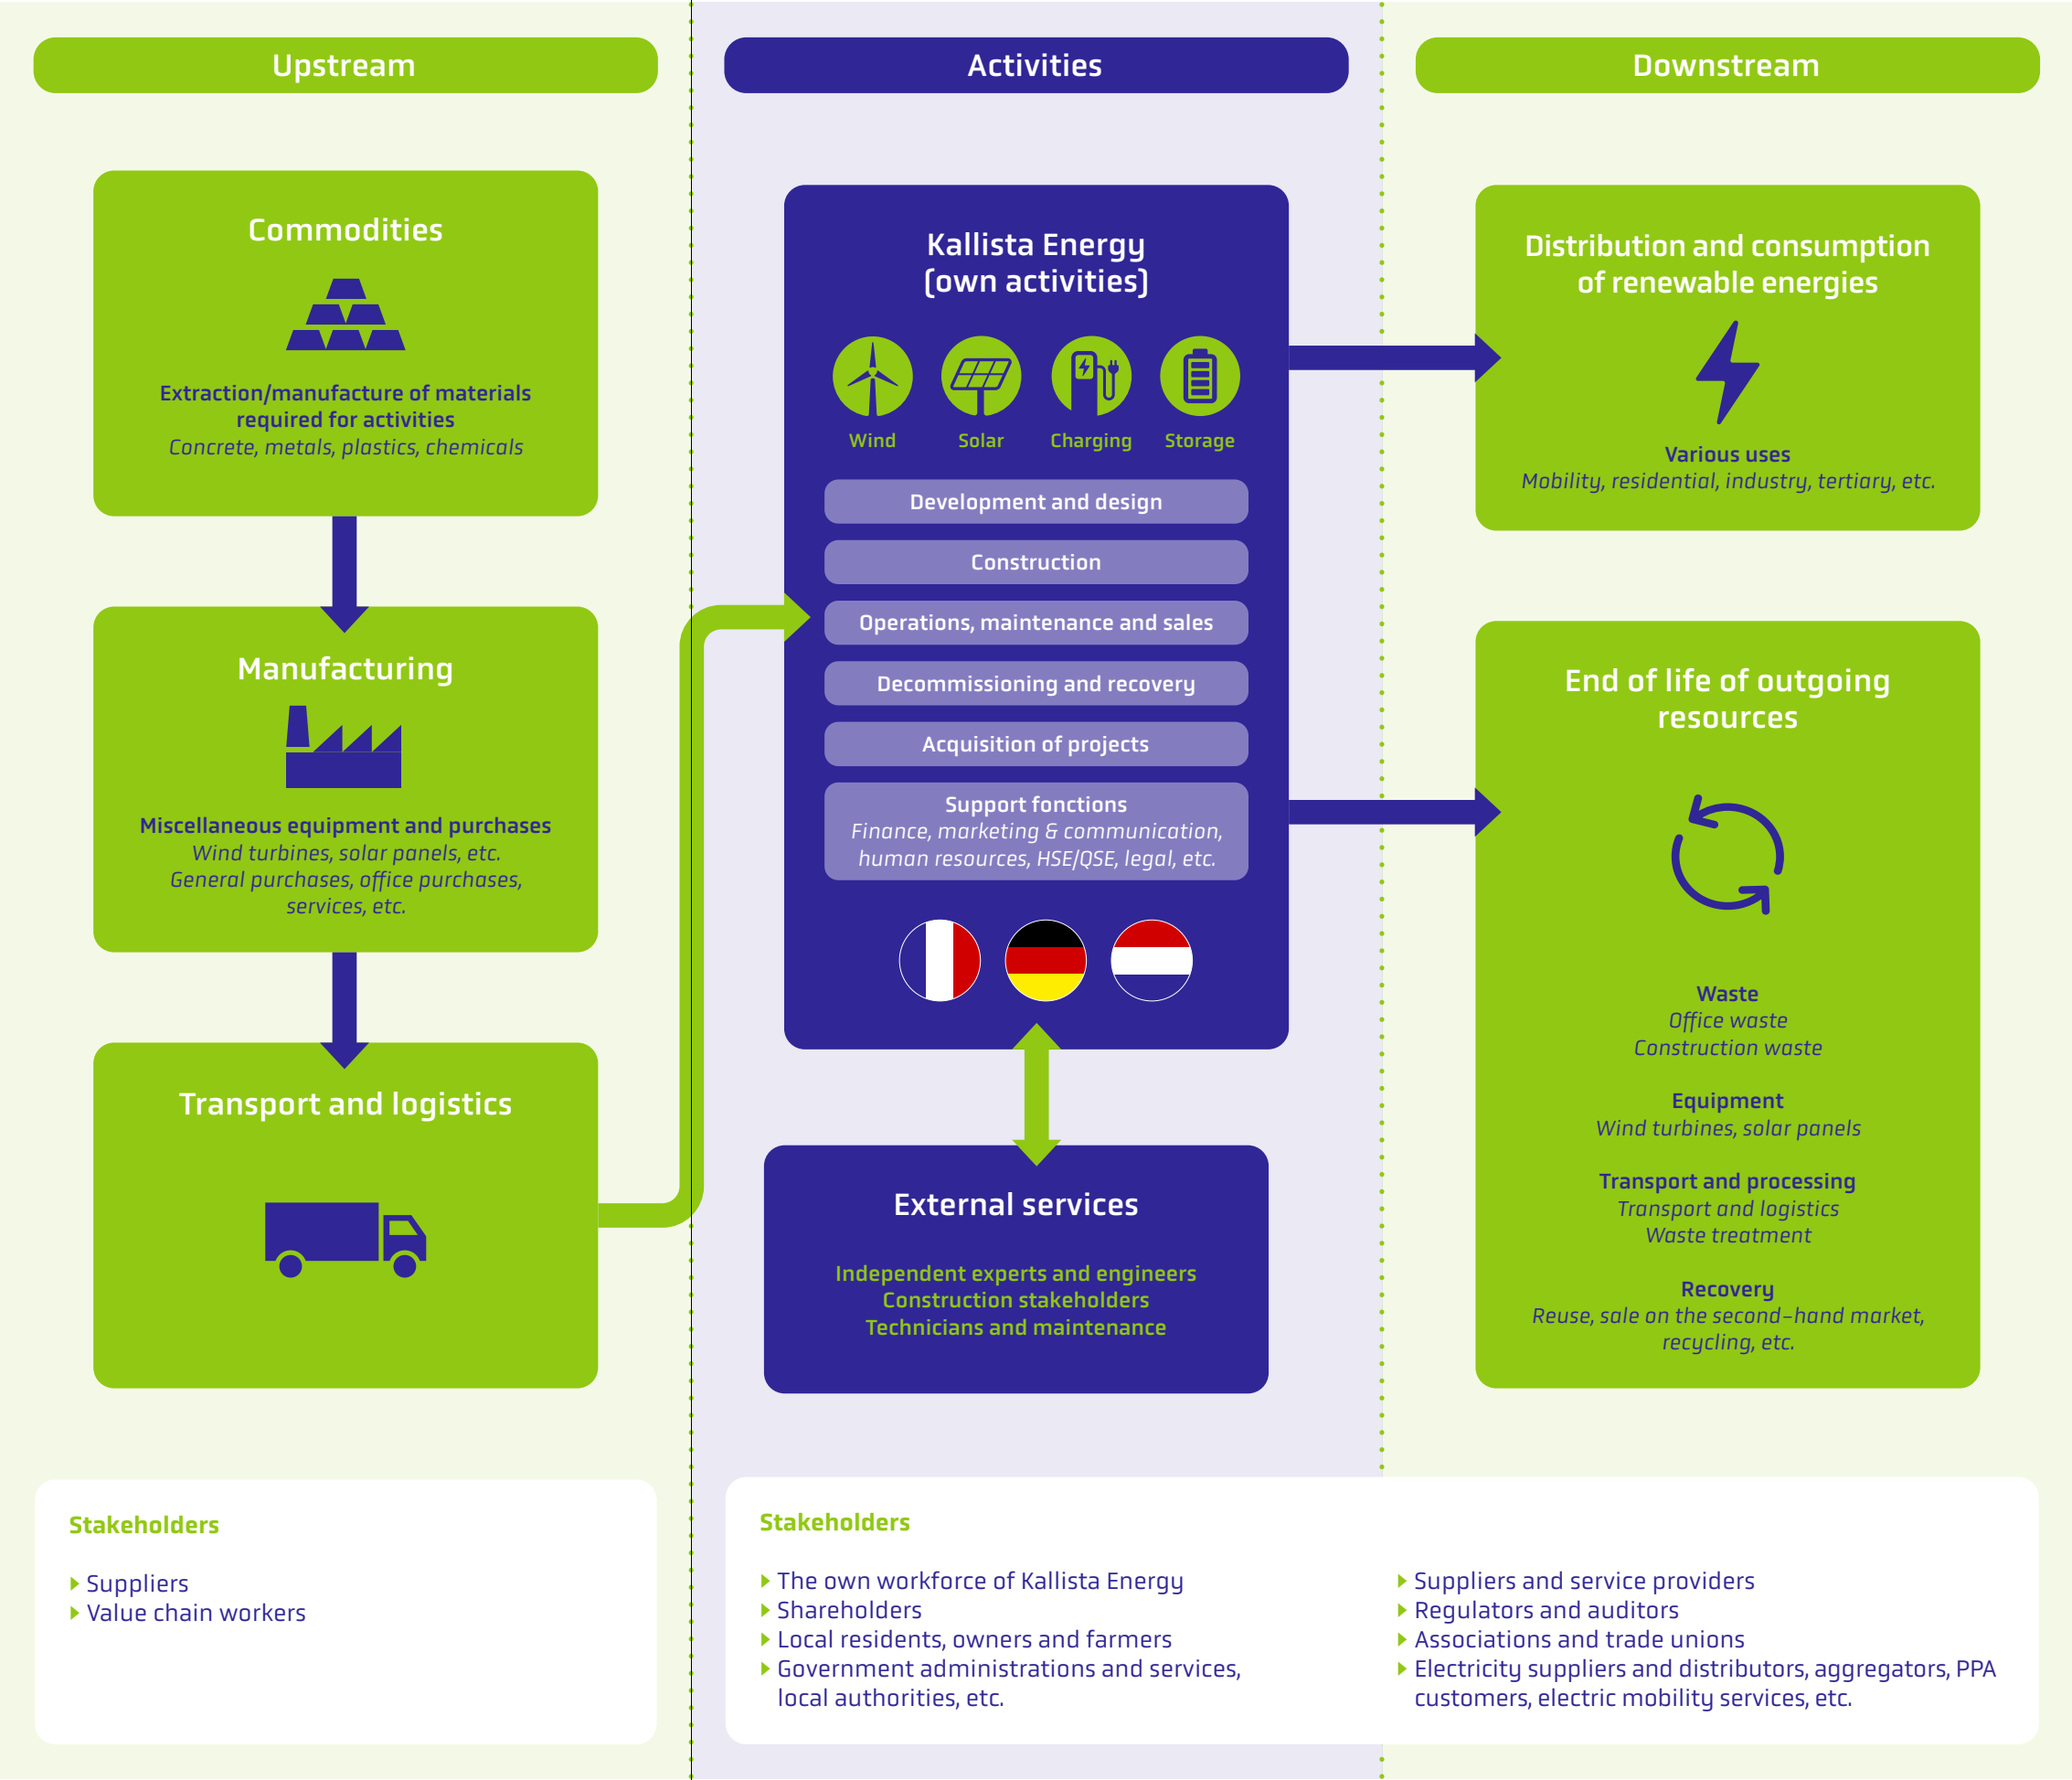 Upstream
Commodities
Extraction/manufacture of materials
required for activities
Concrete, metals, plastics, chemicals
Manufacturing
Miscellaneous equipment and purchases
Wind turbines, solar panels, etc.
General purchases, office purchases,
services, etc.
Transport and logistics
Stakeholders
Suppliers
Value chain workers
Activities
Kallista Energy
(own activities)
Wind
Solar
Charging
Storage
Development and design
Construction
Operations, maintenance and sales
Decommissioning and recovery
Acquisition of projects
Support fonctions
Finance, marketing & communication,
human resources, HSE/QSE, legal, etc.
External services
Independent experts and engineers
Construction stakeholders
Technicians and maintenance
Downstream
Distribution and consumption
of renewable energies
Various uses
Mobility, residential, industry, tertiary, etc.
End of life of outgoing
resources
Waste
Office waste
Construction waste
Equipment
Wind turbines, solar panels
Transport and processing
Transport and logistics
Waste treatment
Recovery
Reuse, sale on the second-hand market,
recycling, etc.
Stakeholders
The own workforce of Kallista Energy
Shareholders
Local residents, owners and farmers
Government administrations and services,
local authorities, etc.
Suppliers and service providers
Regulators and auditors
Associations and trade unions
Electricity suppliers and distributors, aggregators, PPA
customers, electric mobility services, etc.